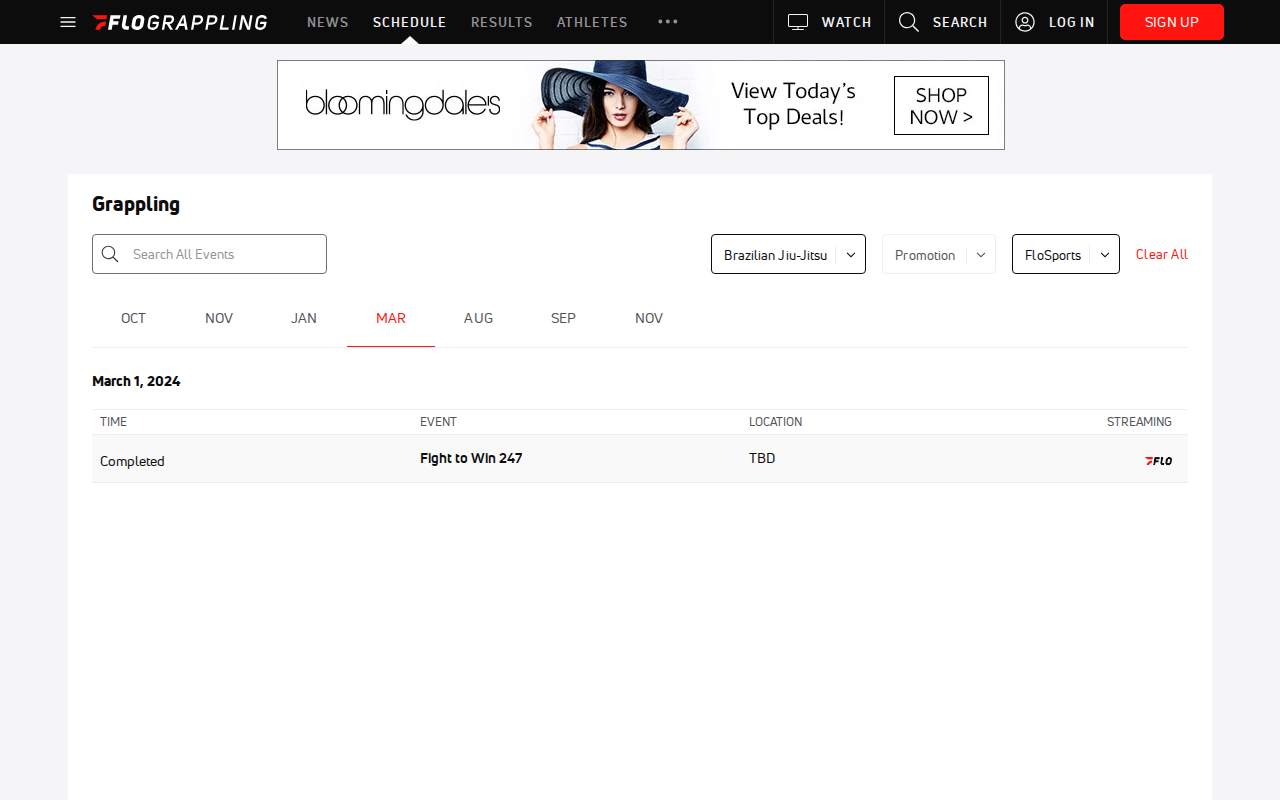 FLOGRAPPLING NEWS SCHEDULE RESULTS ATHLETES WATCH SEARCH LOG IN SIGN UP
bloomingdale's
View Today's
Top Deals!
SHOP
NOW >
Grappling
Search All Events Brazilian Jiu-Jitsu Promotion FloSports Clear All
OCT NOV JAN MAR AUG SEP NOV
March 1, 2024
TIME EVENT LOCATION STREAMING
Completed Fight to Win 247 TBD FLO